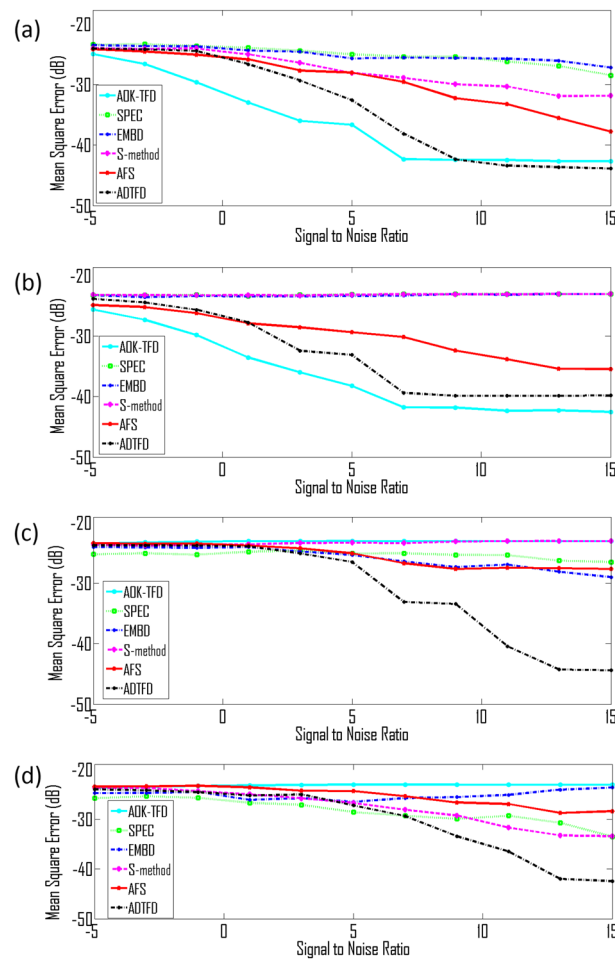 (a)
Mean Square Error (dB)
-20
-30
-40
-50
AOK-TFD
SPEC
EMBD
S-method
AFS
ADTFD
-5 0 5 10 15
Signal to Noise Ratio
(b)
Mean Square Error (dB)
-20
-30
-40
-50
AOK-TFD
SPEC
EMBD
S-method
AFS
ADTFD
-5 0 5 10 15
Signal to Noise Ratio
(c)
Mean Square Error (dB)
-20
-30
-40
-50
AOK-TFD
SPEC
EMBD
S-method
AFS
ADTFD
-5 0 5 10 15
Signal to Noise Ratio
(d)
Mean Square Error (dB)
-20
-30
-40
-50
AOK-TFD
SPEC
EMBD
S-method
AFS
ADTFD
-5 0 5 10 15
Signal to Noise Ratio